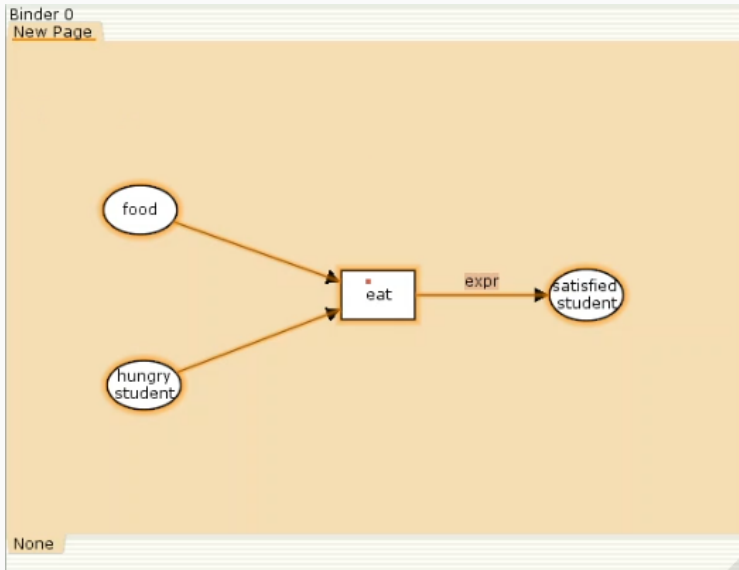 Binder 0
New Page
food
expr
eat
satisfied
student
hungry
student
None